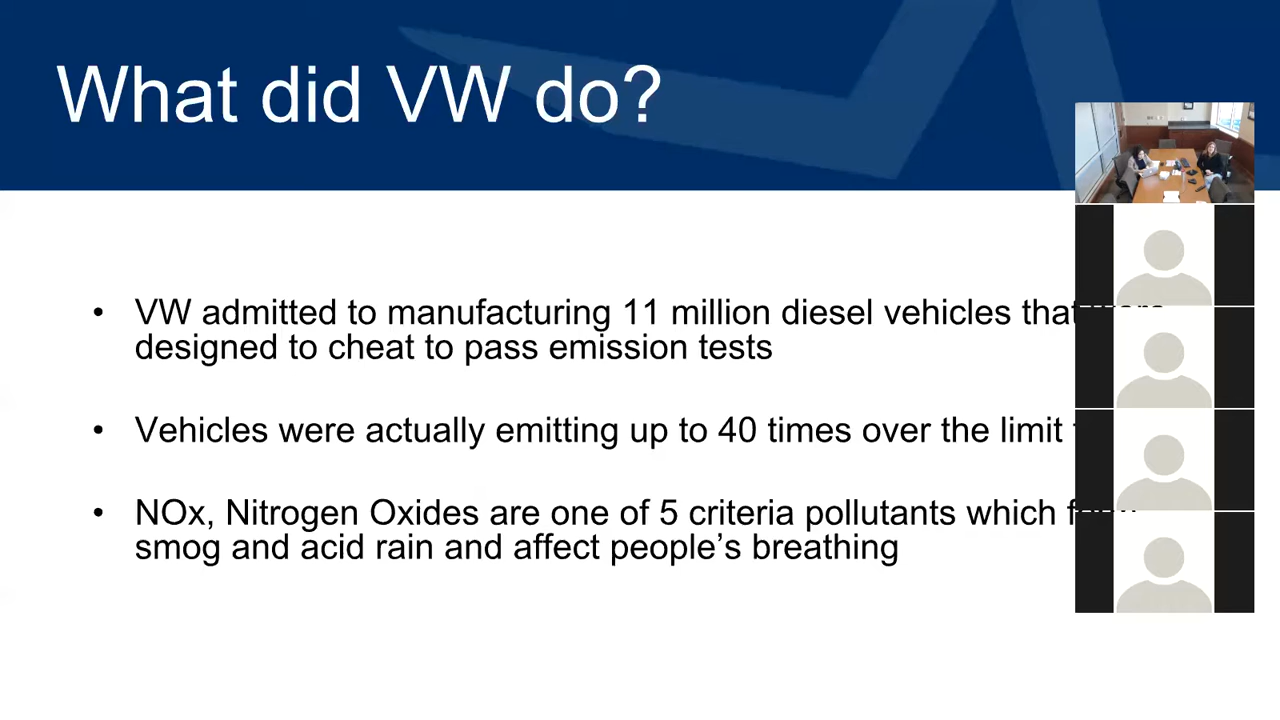 What did VW do?
• VW admitted to manufacturing 11 million diesel vehicles that
designed to cheat to pass emission tests
• Vehicles were actually emitting up to 40 times over the limit
• NOx, Nitrogen Oxides are one of 5 criteria pollutants which
smog and acid rain and affect people’s breathing